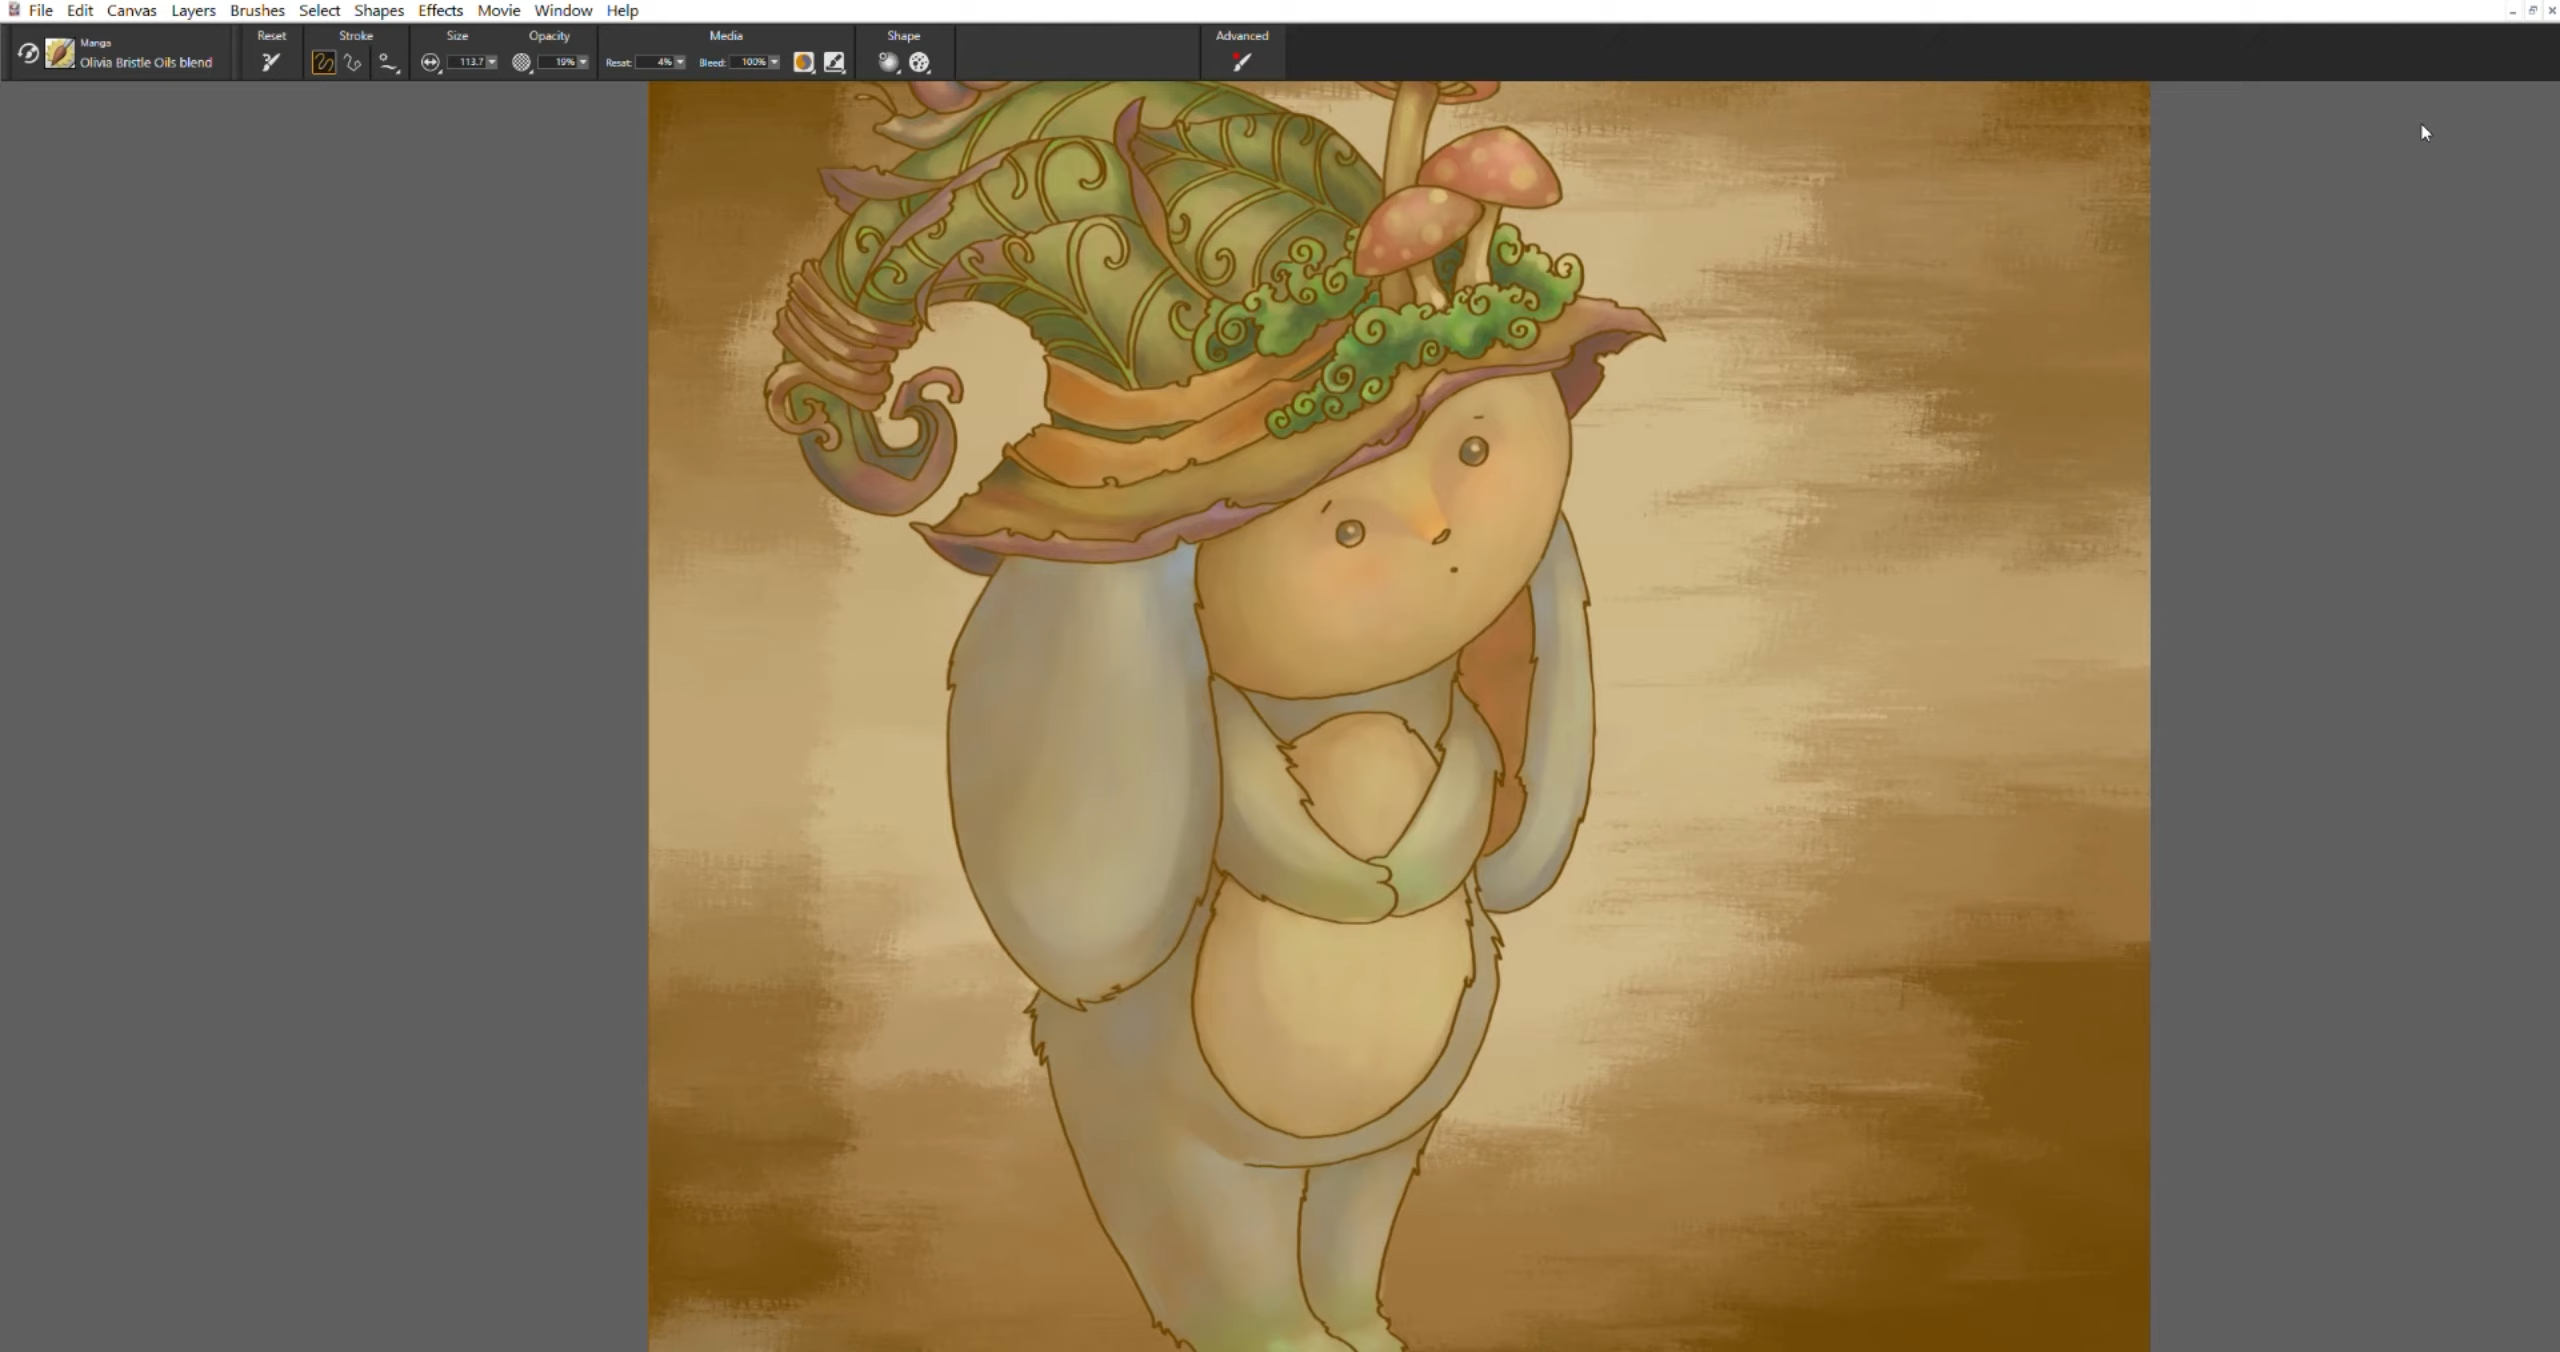 File Edit Canvas Layers Brushes Select Shapes Effects Movie Window Help
Manga
Olivia Bristle Oils blend
Reset Stroke Size Opacity Media Shape Advanced
113.7 19% Resat: 4% Bleed: 100%